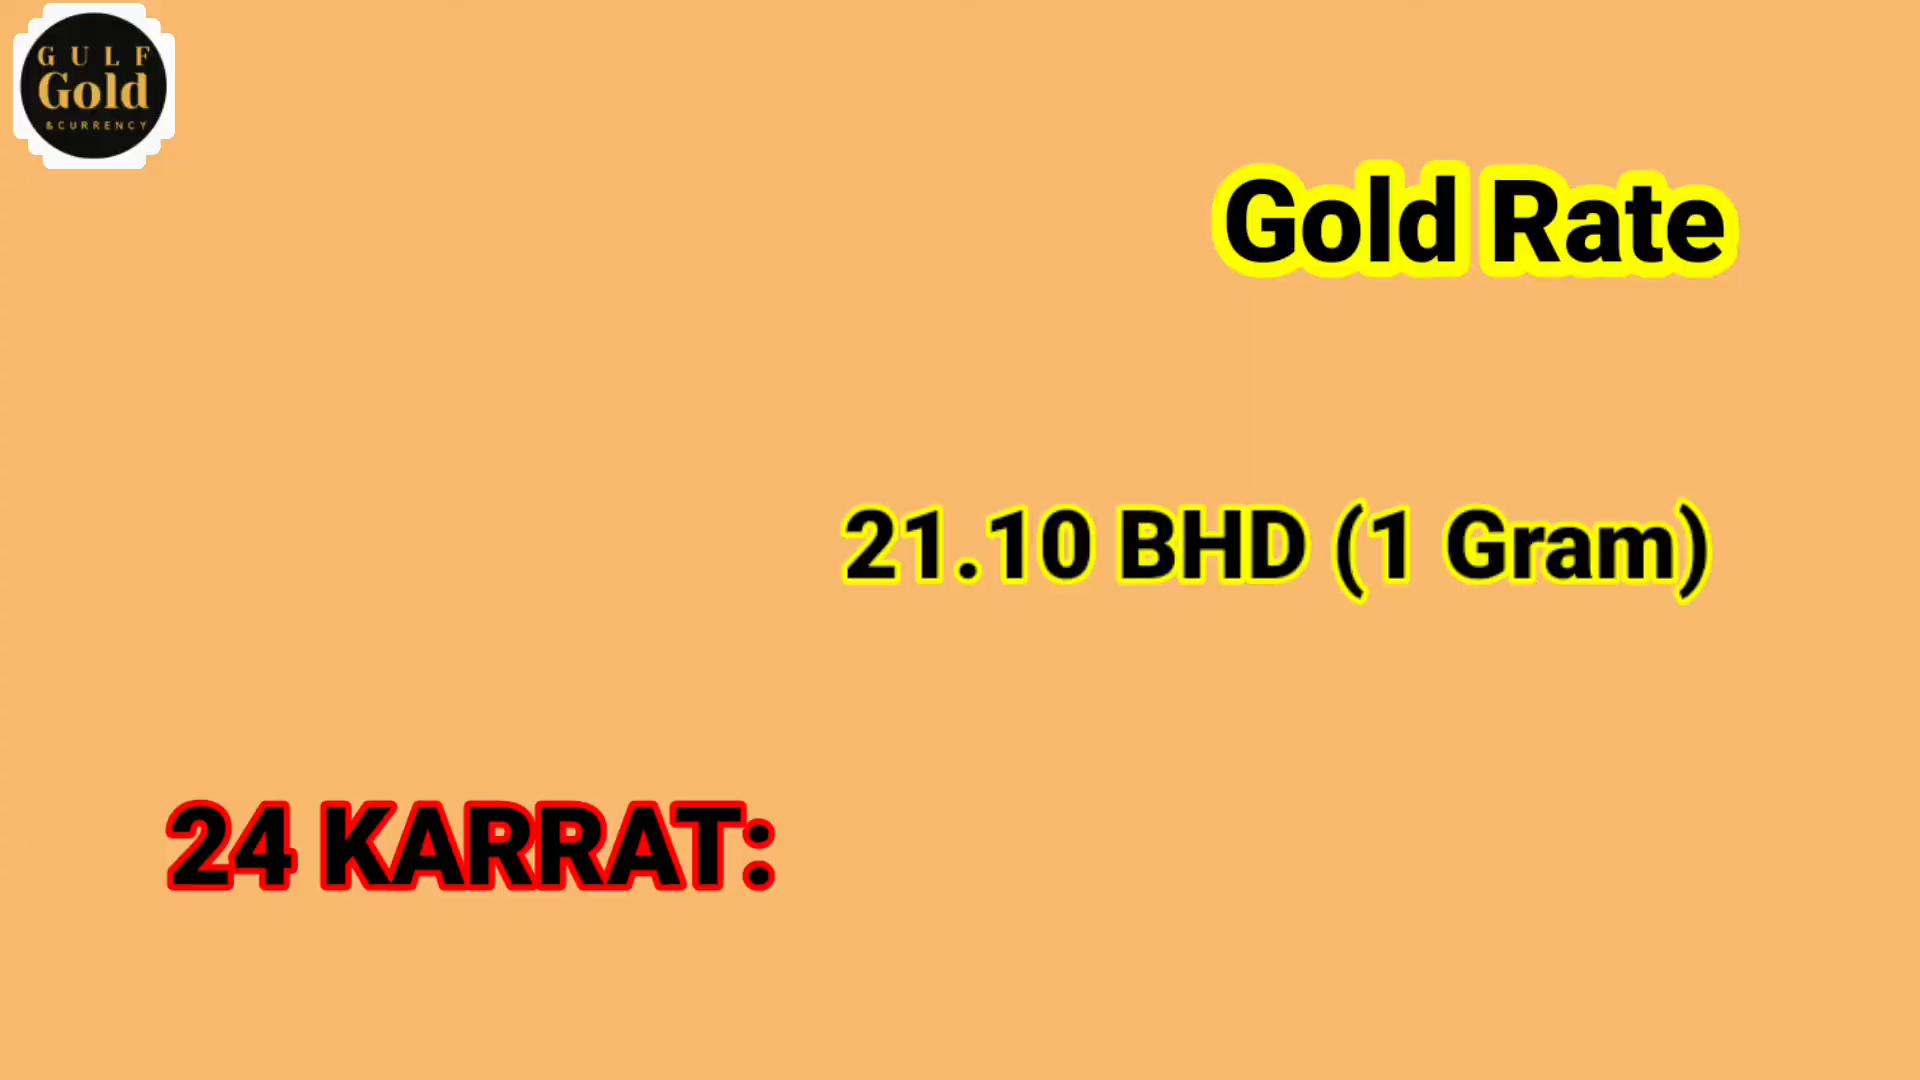 GULF
Gold
&CURRENCY
Gold Rate
21.10 BHD (1 Gram)
24 KARRAT: